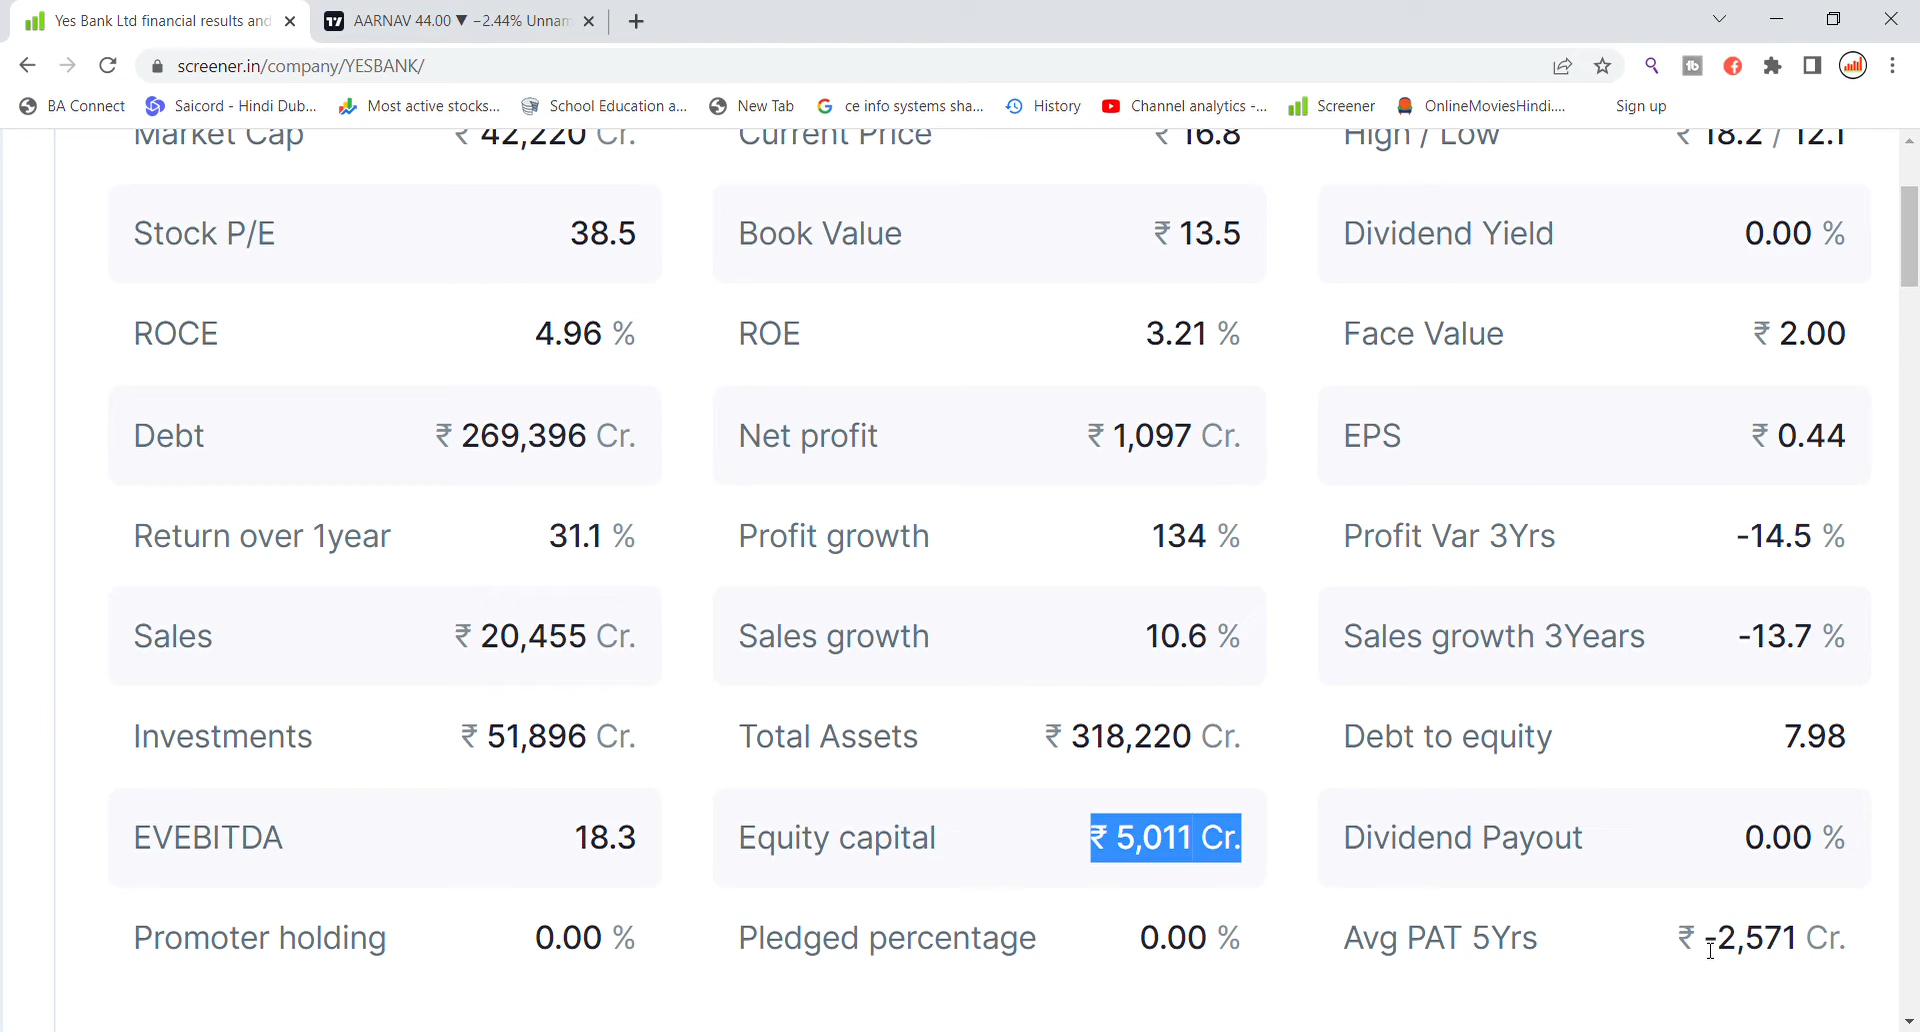 Yes Bank Ltd financial results and
AARNAV 44.00 ▼ −2.44% Unnam
screener.in/company/YESBANK/
BA Connect
Saicord - Hindi Dub...
Most active stocks...
School Education a...
New Tab
ce info systems sha...
History
Channel analytics -...
Screener
OnlineMoviesHindi....
Sign up
Market Cap ₹ 42,220 Cr.
Current Price ₹ 16.8
High / Low ₹ 18.2 / 12.1
Stock P/E 38.5
Book Value ₹ 13.5
Dividend Yield 0.00 %
ROCE 4.96 %
ROE 3.21 %
Face Value ₹ 2.00
Debt ₹ 269,396 Cr.
Net profit ₹ 1,097 Cr.
EPS ₹ 0.44
Return over 1year 31.1 %
Profit growth 134 %
Profit Var 3Yrs -14.5 %
Sales ₹ 20,455 Cr.
Sales growth 10.6 %
Sales growth 3Years -13.7 %
Investments ₹ 51,896 Cr.
Total Assets ₹ 318,220 Cr.
Debt to equity 7.98
EVEBITDA 18.3
Equity capital ₹ 5,011 Cr.
Dividend Payout 0.00 %
Promoter holding 0.00 %
Pledged percentage 0.00 %
Avg PAT 5Yrs ₹ -2,571 Cr.